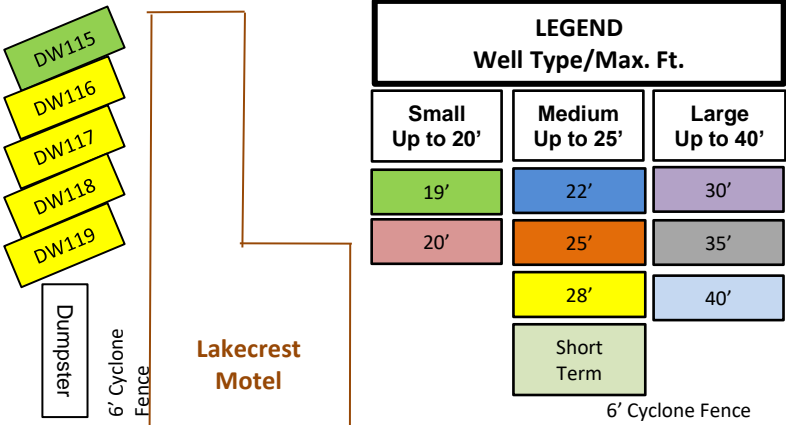 DW115
DW116
DW117
DW118
DW119
Dumpster
6’ Cyclone
Fence
Lakecrest
Motel
LEGEND
Well Type/Max. Ft.
Small
Up to 20’
Medium
Up to 25’
Large
Up to 40’
19’
22’
30’
20’
25’
35’
28’
40’
Short
Term
6’ Cyclone Fence